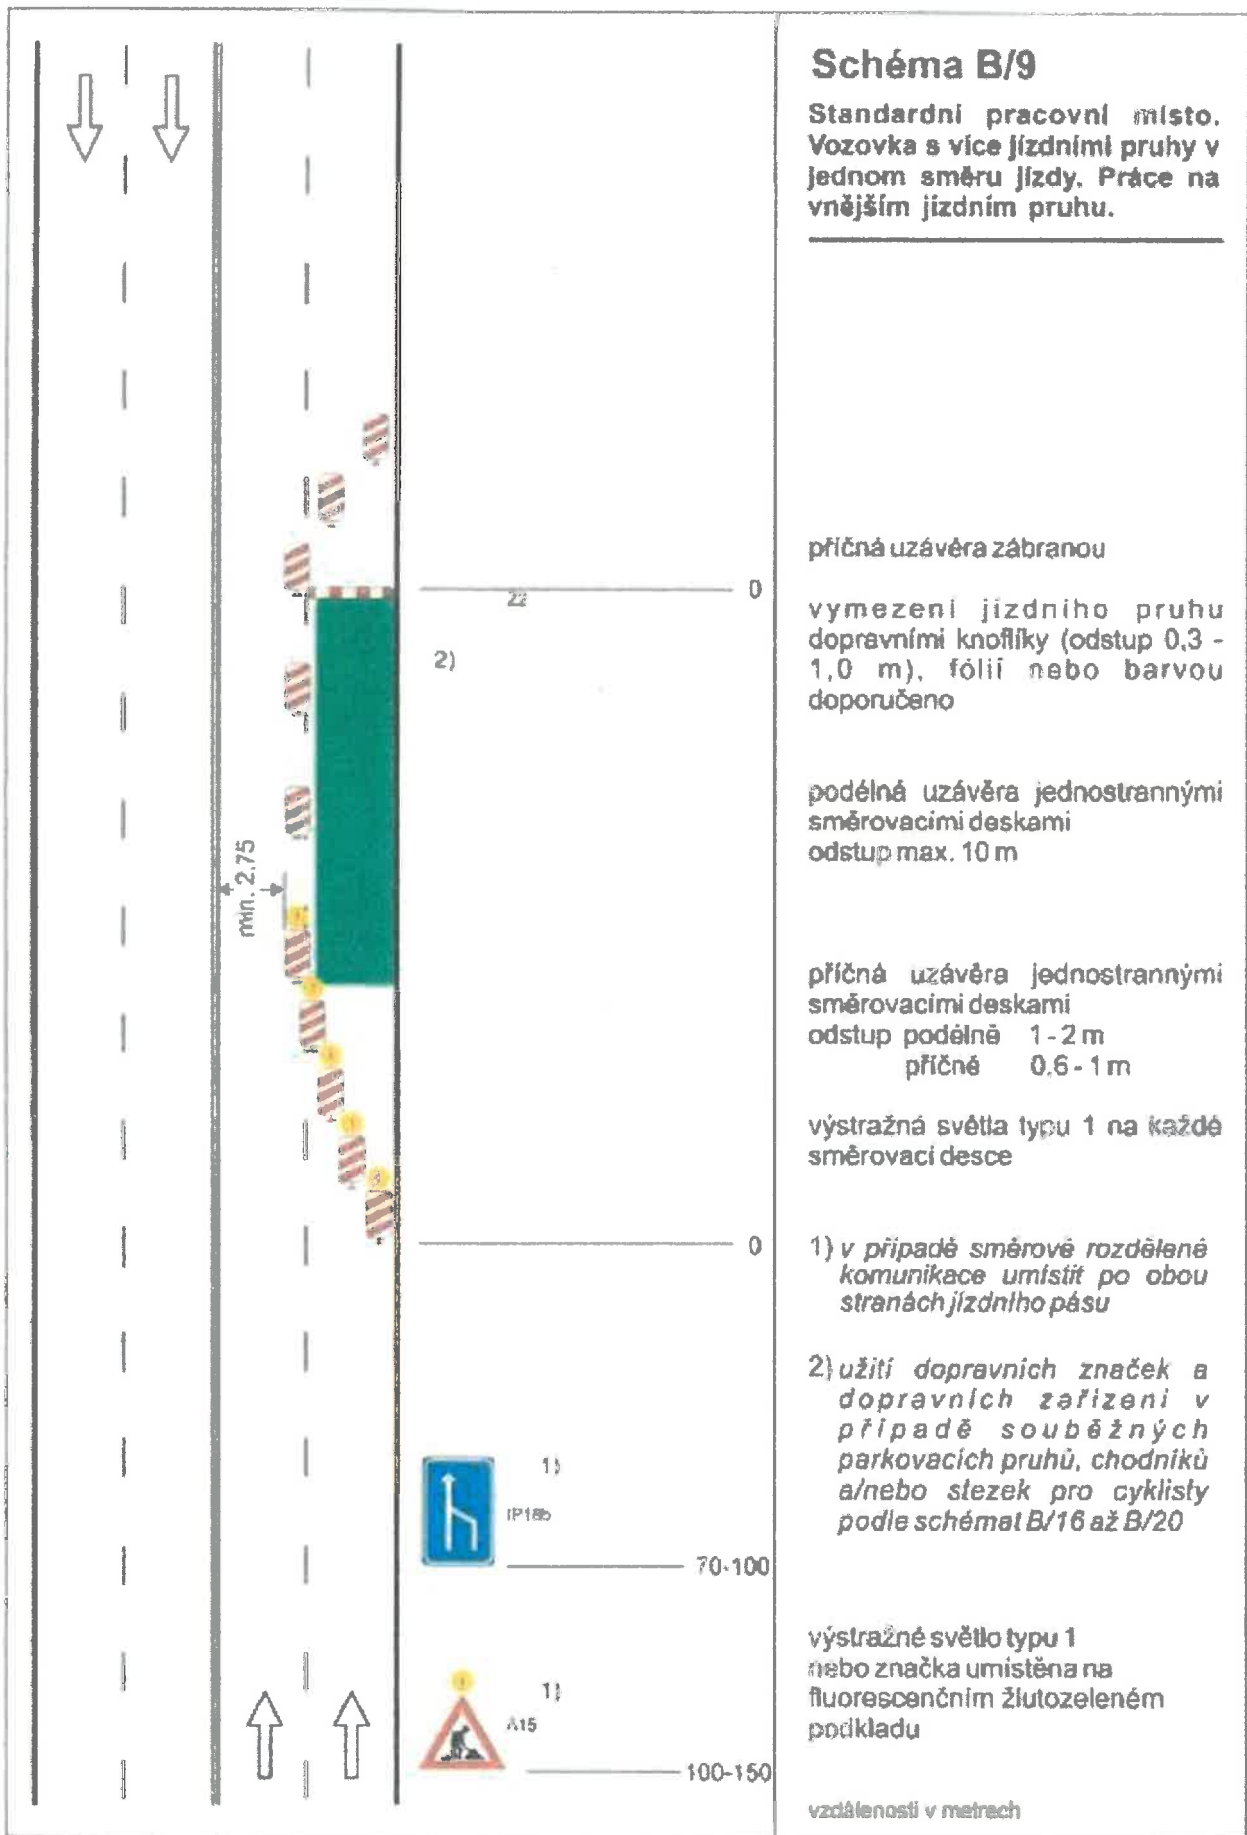 Schéma B/9
Standardní pracovní místo.
Vozovka s více jízdními pruhy v
jednom směru jízdy. Práce na
vnějším jízdním pruhu.
příčná uzávěra zábranou
0
Z2
vymezení jízdního pruhu
dopravními knoflíky (odstup 0,3 -
1,0 m), fólií nebo barvou
doporučeno
2)
podélná uzávěra jednostrannými
směrovacími deskami
odstup max. 10 m
min. 2.75
příčná uzávěra jednostrannými
směrovacími deskami
odstup podélně 1 - 2 m
příčně 0.6 - 1 m
výstražná světla typu 1 na každé
směrovací desce
0
1) v případě směrově rozdělené
komunikace umístit po obou
stranách jízdního pásu
2) užití dopravních značek a
dopravních zařízení v
případě souběžných
parkovacích pruhů, chodníků
a/nebo stezek pro cyklisty
podle schémat B/16 až B/20
1)
IP18b
70-100
výstražné světlo typu 1
nebo značka umístěna na
fluorescenčním žlutozeleném
podkladu
1)
A15
100-150
vzdálenosti v metrech